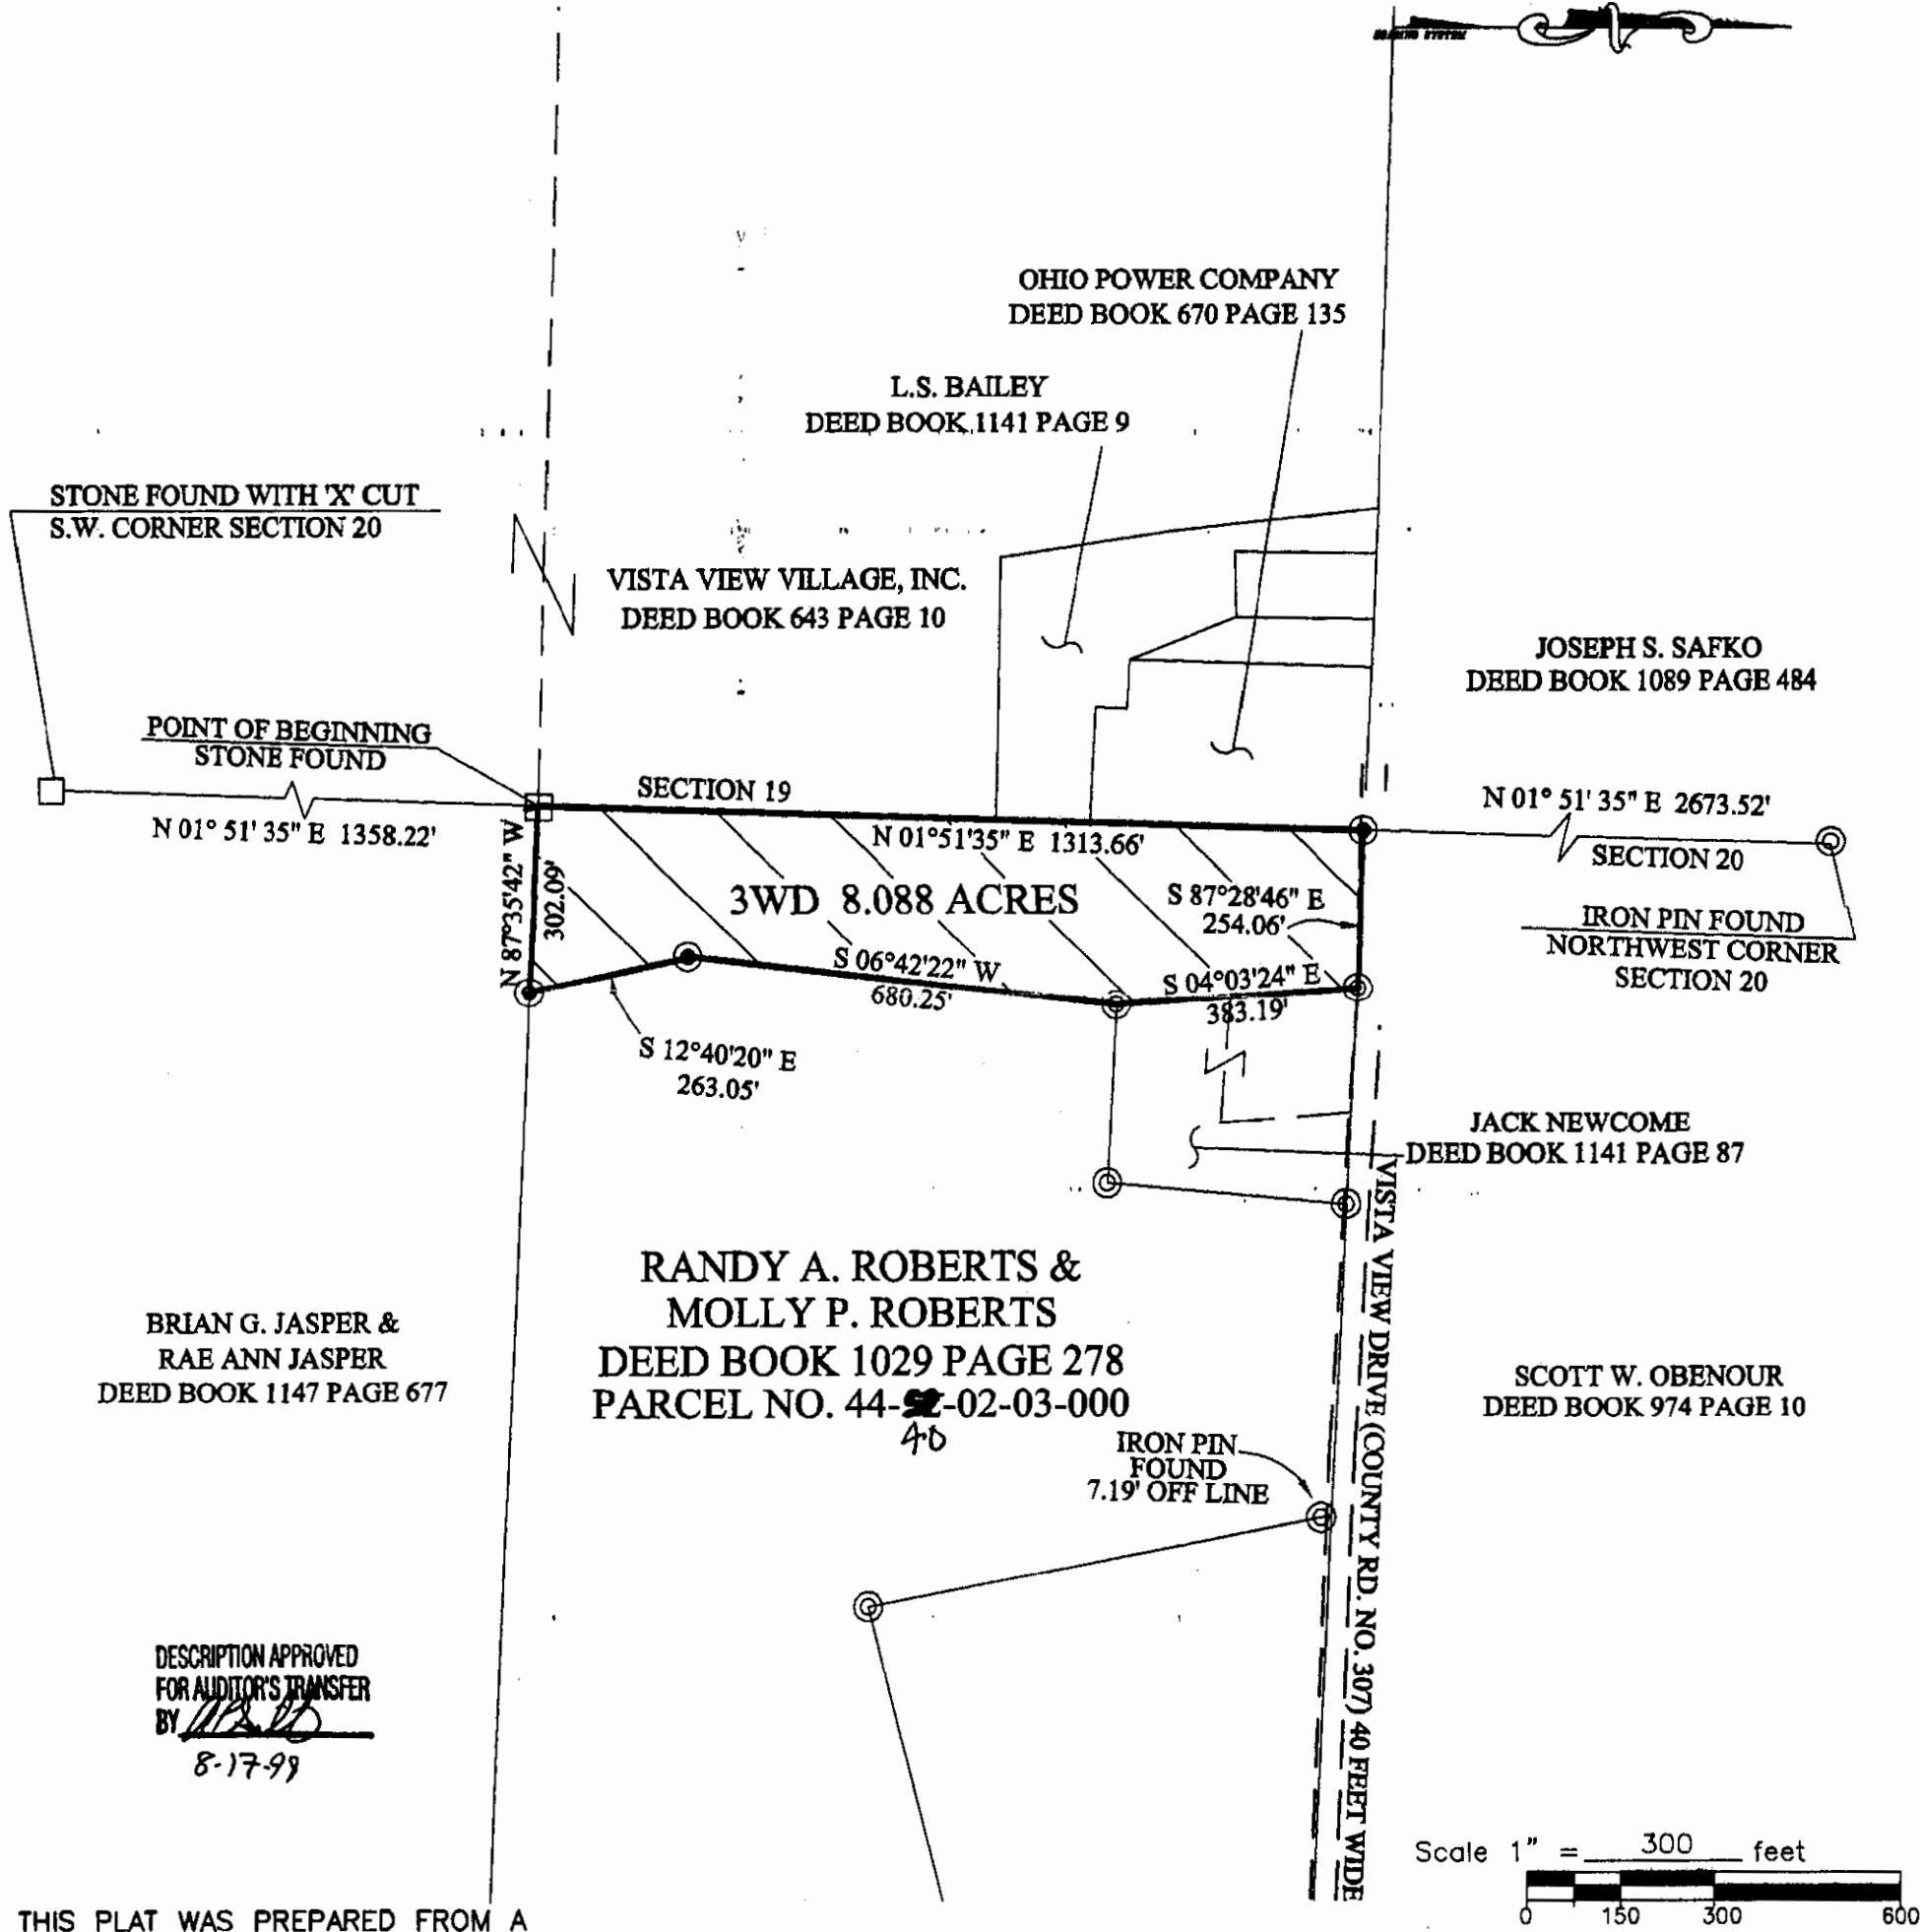 BEARING SYSTEM
OHIO POWER COMPANY
DEED BOOK 670 PAGE 135
L.S. BAILEY
DEED BOOK 1141 PAGE 9
STONE FOUND WITH 'X' CUT
S.W. CORNER SECTION 20
VISTA VIEW VILLAGE, INC.
DEED BOOK 643 PAGE 10
JOSEPH S. SAFKO
DEED BOOK 1089 PAGE 484
POINT OF BEGINNING
STONE FOUND
SECTION 19
N 01° 51' 35" E 1358.22'
N 01°51'35" E 1313.66'
N 01° 51' 35" E 2673.52'
SECTION 20
N 87°35'42" W
302.09'
3WD 8.088 ACRES
S 87°28'46" E
254.06'
IRON PIN FOUND
NORTHWEST CORNER
SECTION 20
S 06°42'22" W
680.25'
S 04°03'24" E
383.19'
S 12°40'20" E
263.05'
JACK NEWCOME
DEED BOOK 1141 PAGE 87
RANDY A. ROBERTS &
MOLLY P. ROBERTS
DEED BOOK 1029 PAGE 278
PARCEL NO. 44-    -02-03-000
40
BRIAN G. JASPER &
RAE ANN JASPER
DEED BOOK 1147 PAGE 677
SCOTT W. OBENOUR
DEED BOOK 974 PAGE 10
IRON PIN
FOUND
7.19' OFF LINE
VISTA VIEW DRIVE (COUNTY RD. NO. 307) 40 FEET WIDE
DESCRIPTION APPROVED
FOR AUDITOR'S TRANSFER
BY
8-17-99
Scale 1" = 300 feet
0 150 300 600
THIS PLAT WAS PREPARED FROM A